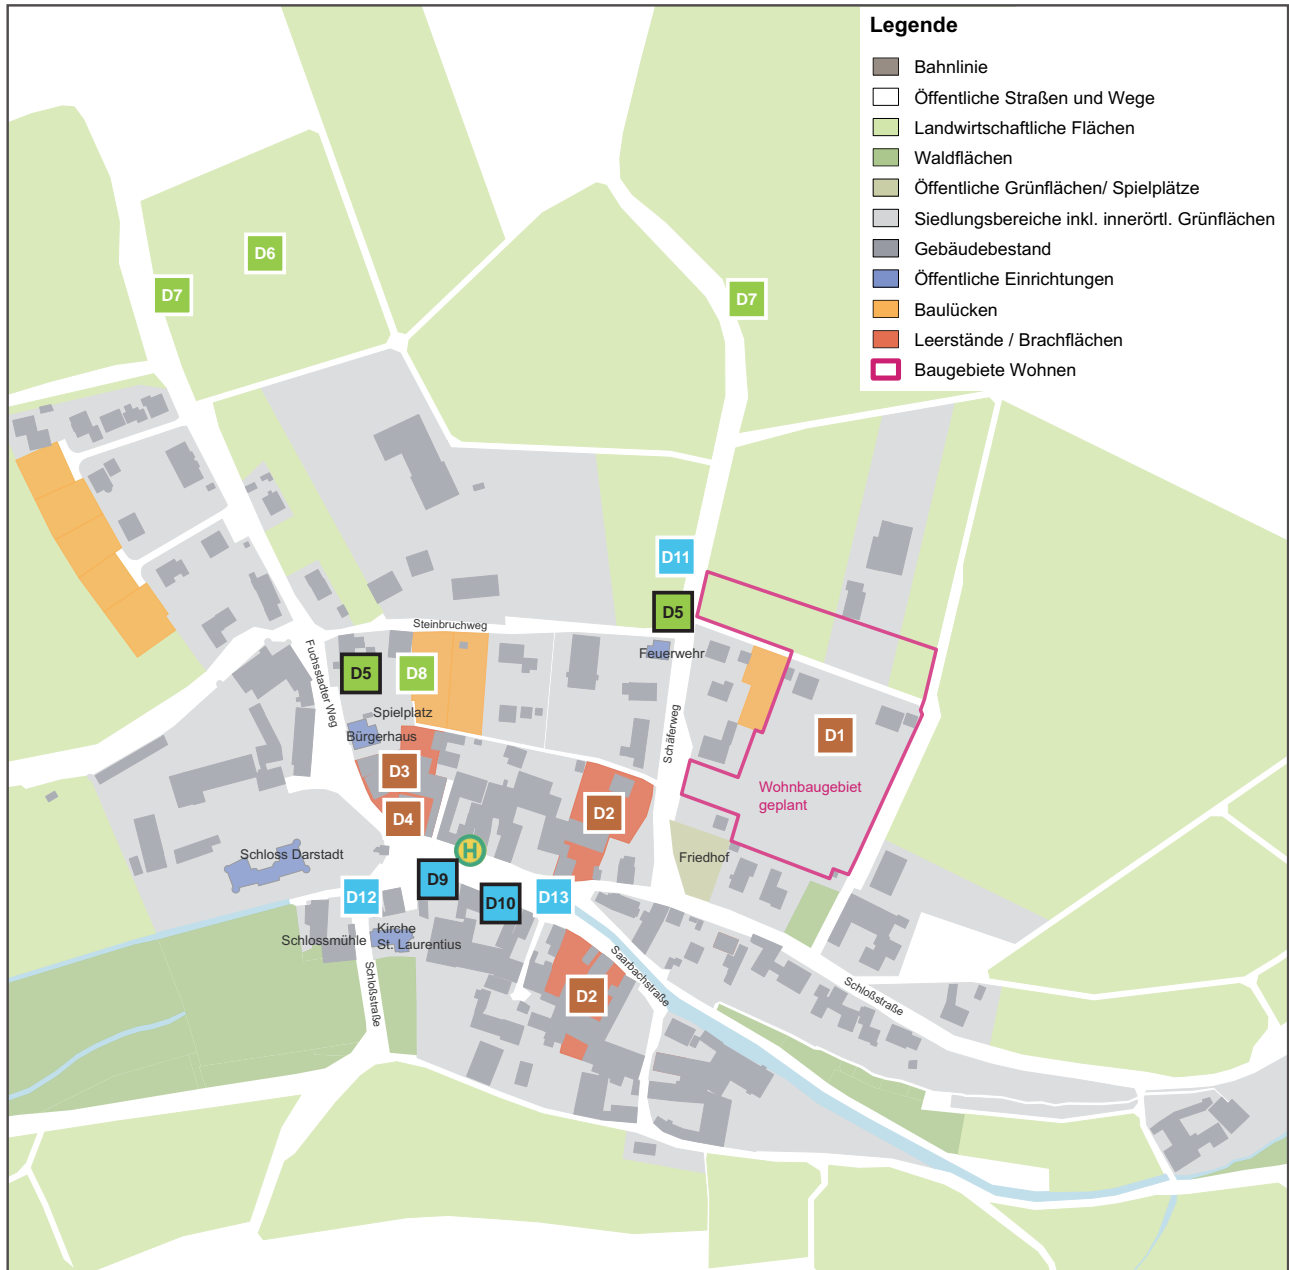 Legende
Bahnlinie
Öffentliche Straßen und Wege
Landwirtschaftliche Flächen
Waldflächen
Öffentliche Grünflächen/ Spielplätze
Siedlungsbereiche inkl. innerörtl. Grünflächen
Gebäudebestand
Öffentliche Einrichtungen
Baulücken
Leerstände / Brachflächen
Baugebiete Wohnen
D6
D7
D7
D11
D5
Steinbruchweg
Feuerwehr
Fuchsstadter Weg
D5
D8
Spielplatz
Bürgerhaus
Schäferweg
D1
D3
Wohnbaugebiet
geplant
D4
D2
H
Schloss Darstadt
Friedhof
D9
D12
D10
D13
Kirche
St. Laurentius
Schlossmühle
Schloßstraße
Saarbachstraße
D2
Schloßstraße